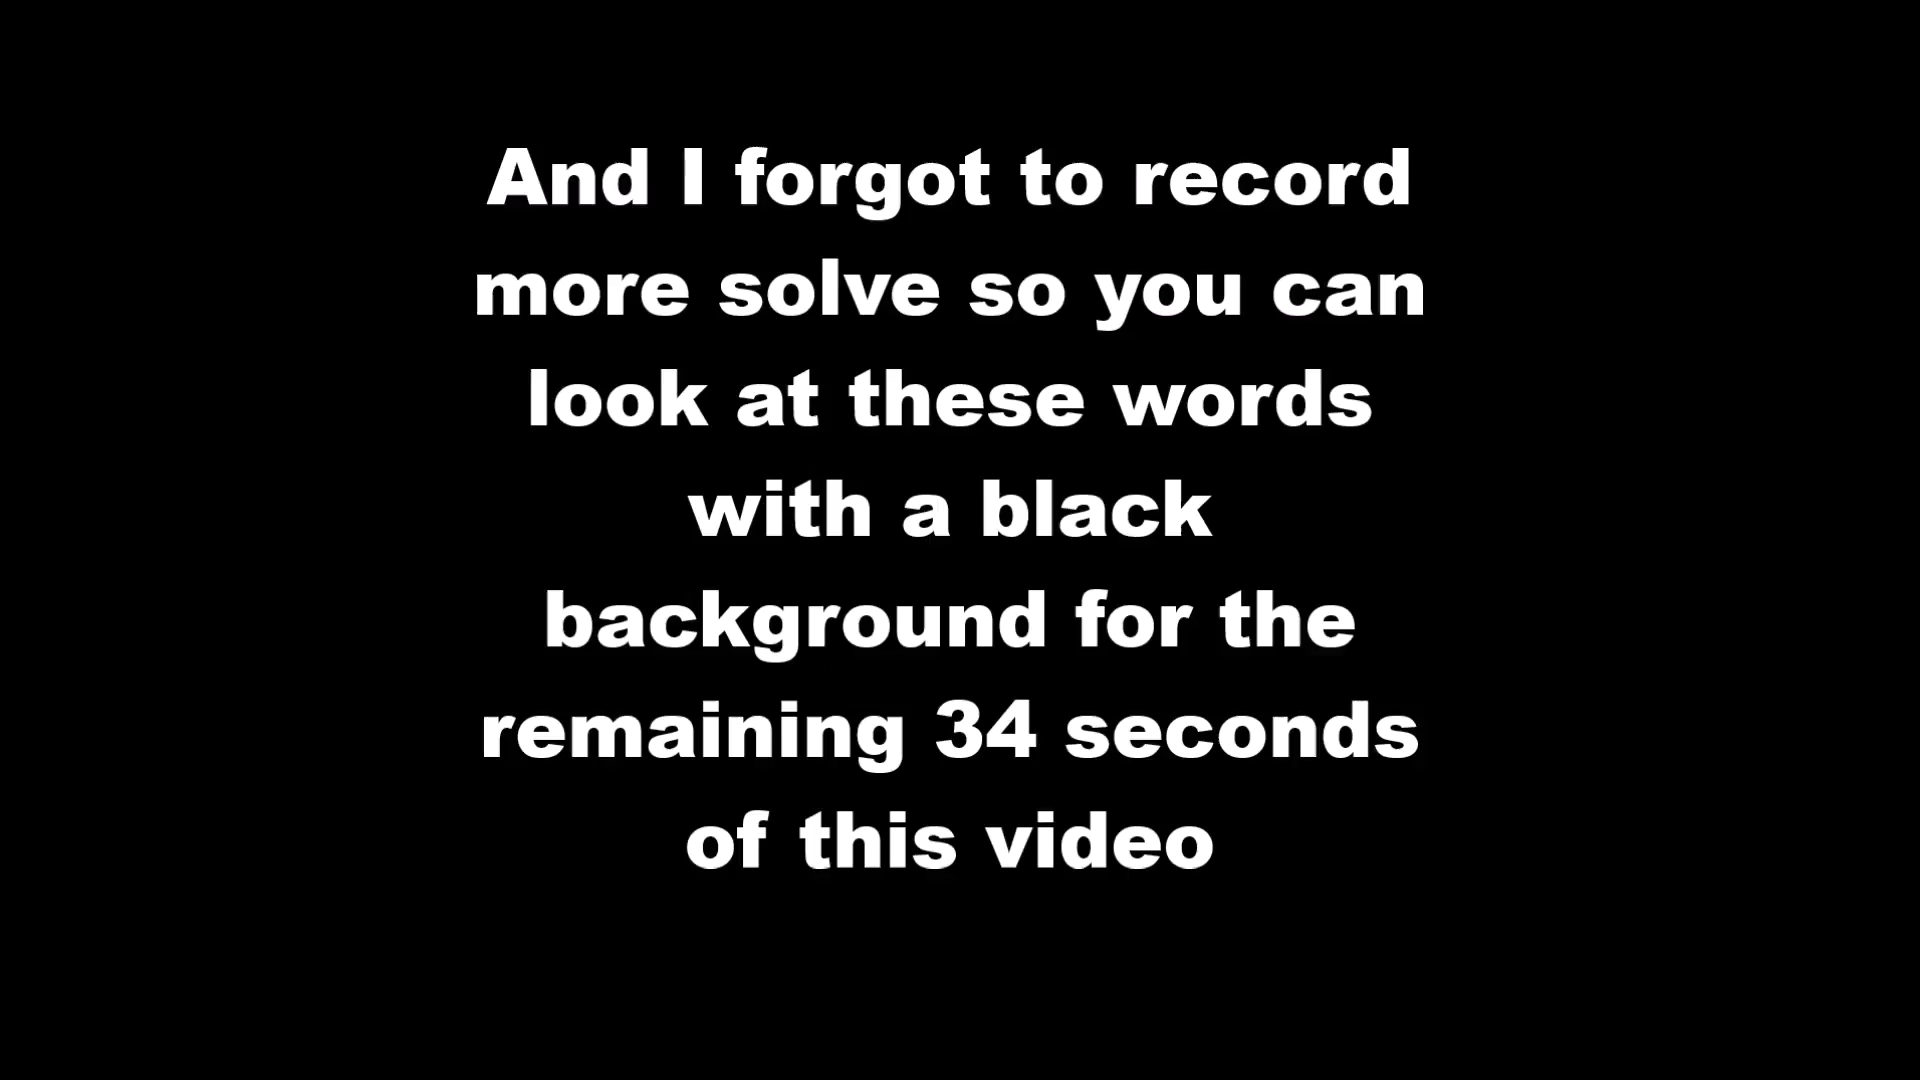 And I forgot to record
more solve so you can
look at these words
with a black
background for the
remaining 34 seconds
of this video